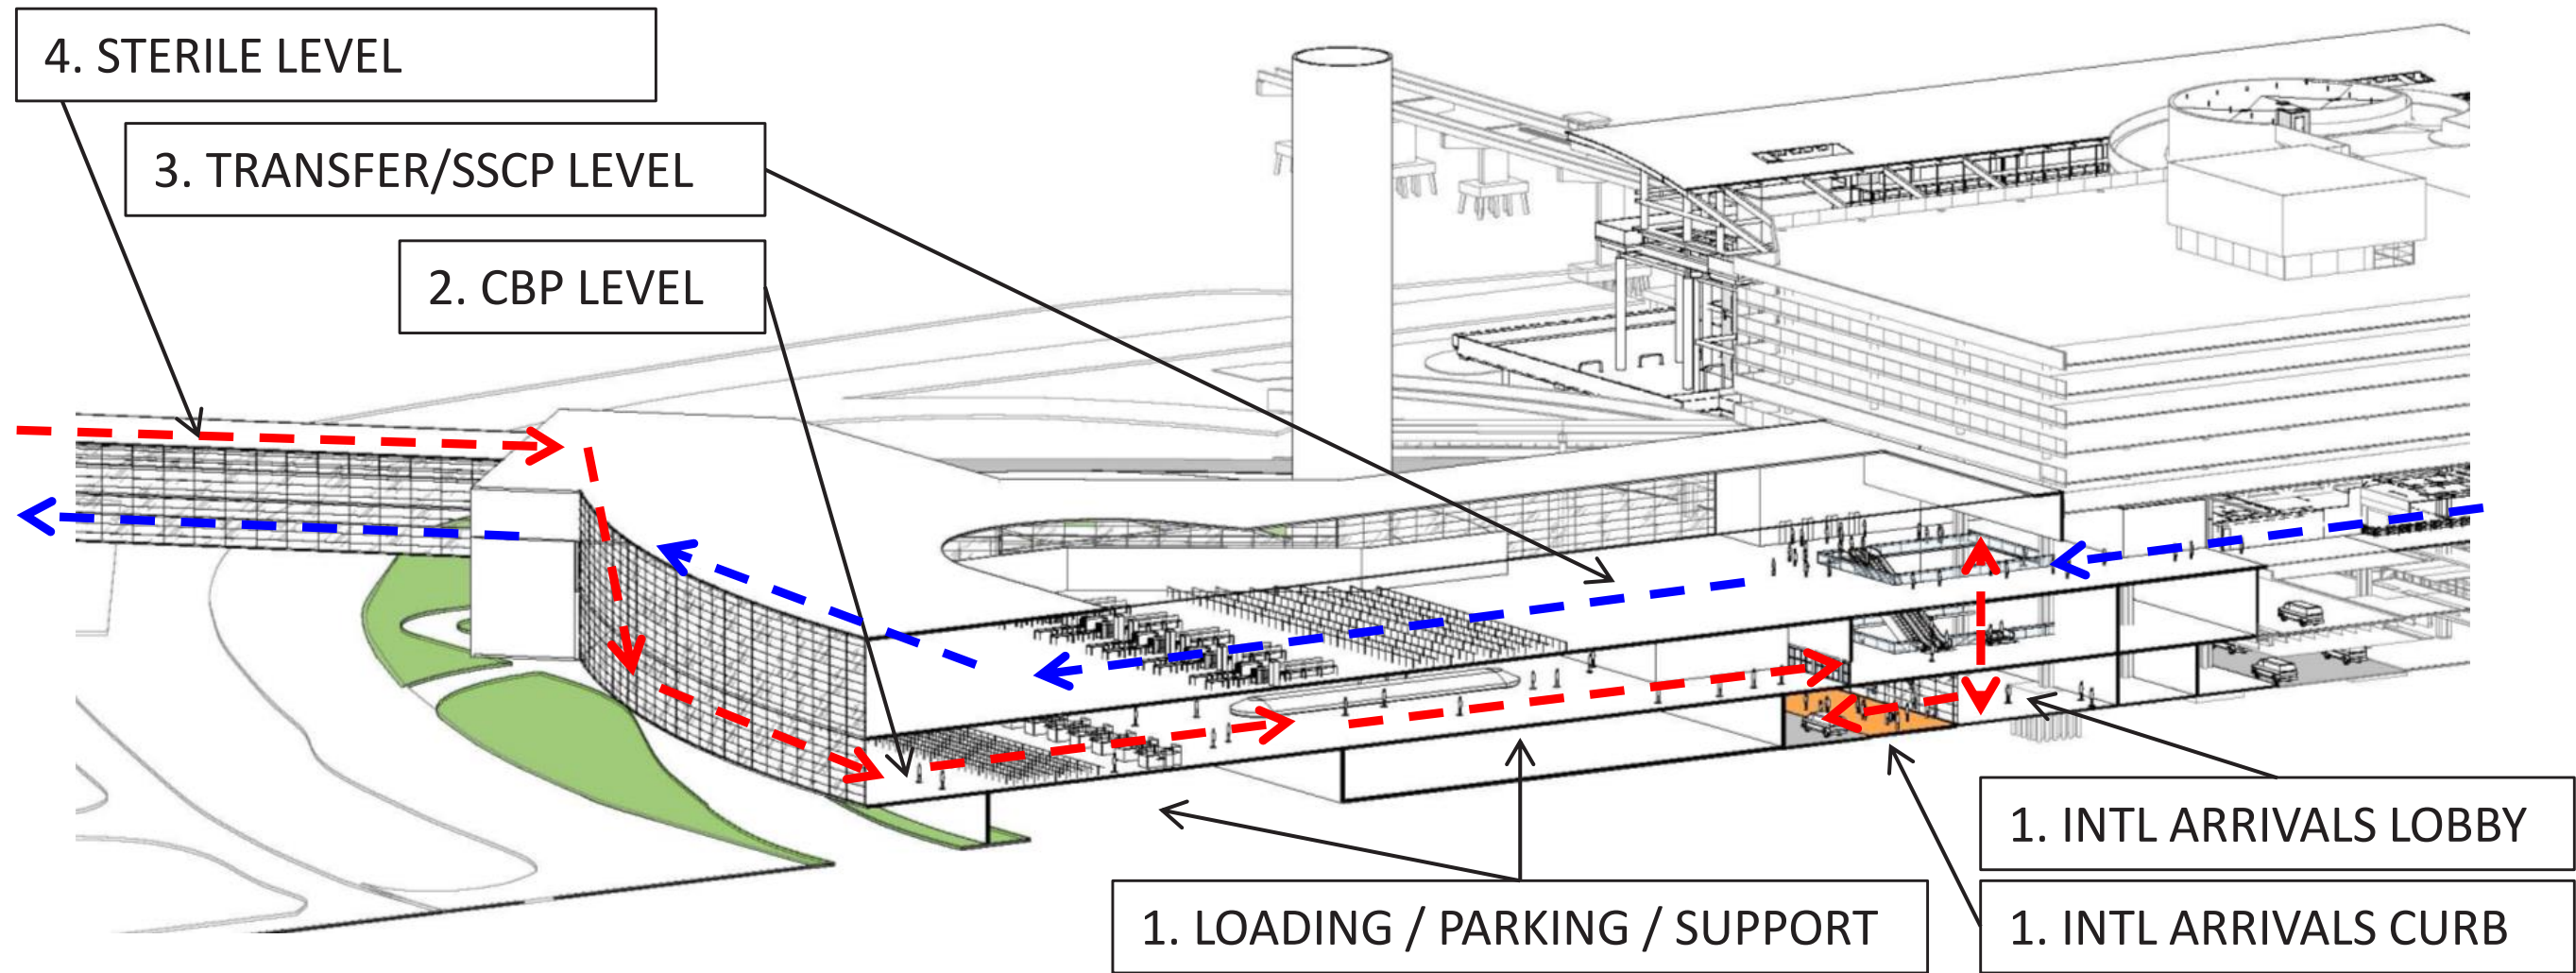 4. STERILE LEVEL
3. TRANSFER/SSCP LEVEL
2. CBP LEVEL
1. INTL ARRIVALS LOBBY
1. LOADING / PARKING / SUPPORT
1. INTL ARRIVALS CURB